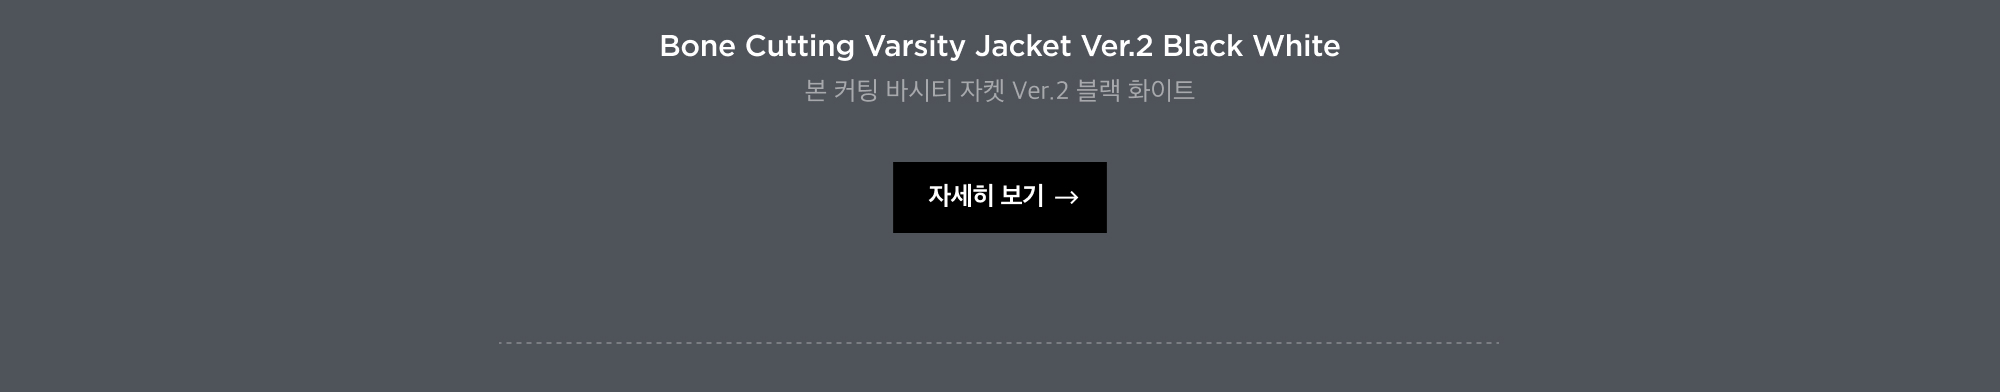 Bone Cutting Varsity Jacket Ver.2 Black White
본 커팅 바시티 자켓 Ver.2 블랙 화이트
자세히 보기 →